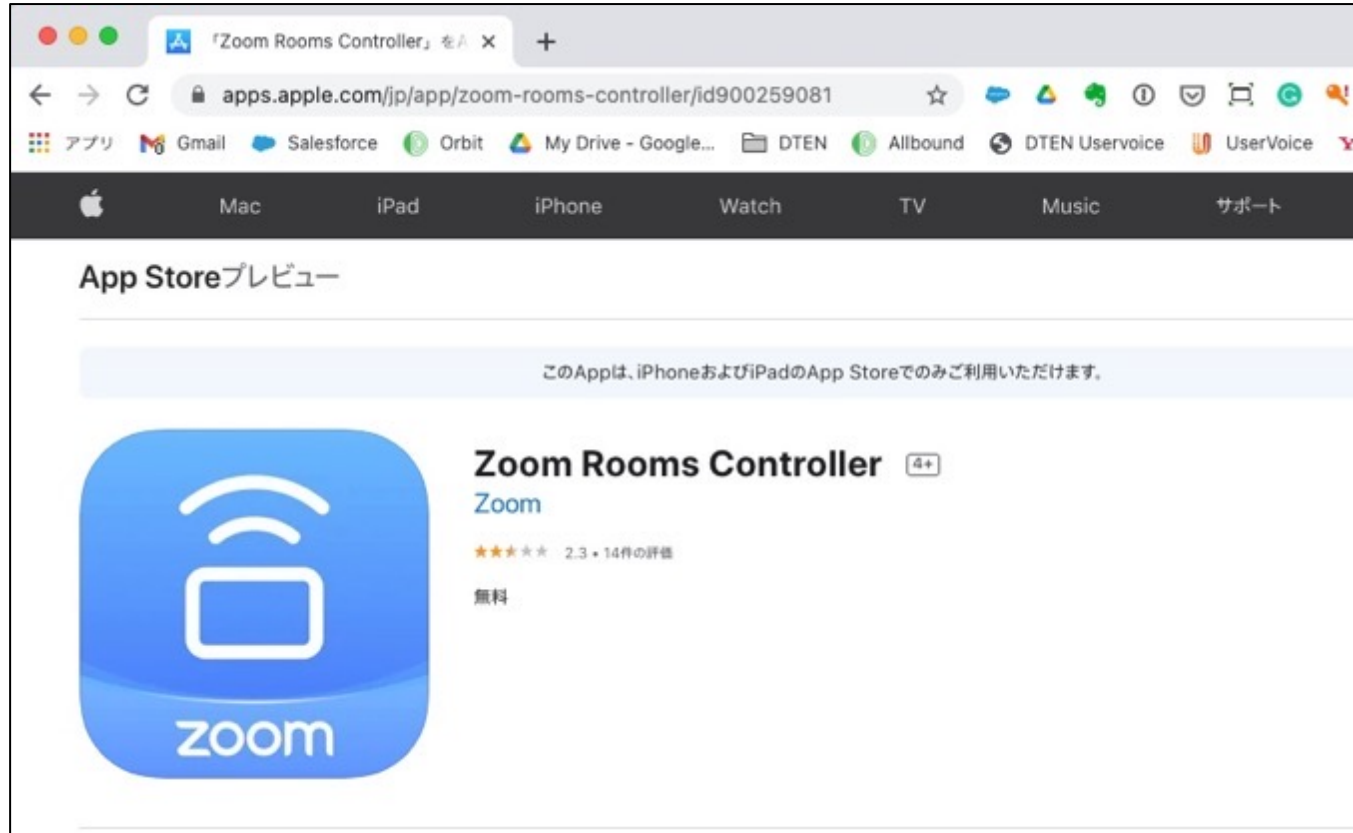 「Zoom Rooms Controller」をA
apps.apple.com/jp/app/zoom-rooms-controller/id900259081
アプリ Gmail Salesforce Orbit My Drive - Google... DTEN Allbound DTEN Uservoice UserVoice
Mac iPad iPhone Watch TV Music サポート
App Storeプレビュー
このAppは、iPhoneおよびiPadのApp Storeでのみご利用いただけます。
Zoom Rooms Controller 4+
Zoom
2.3 • 14件の評価
無料
zoom